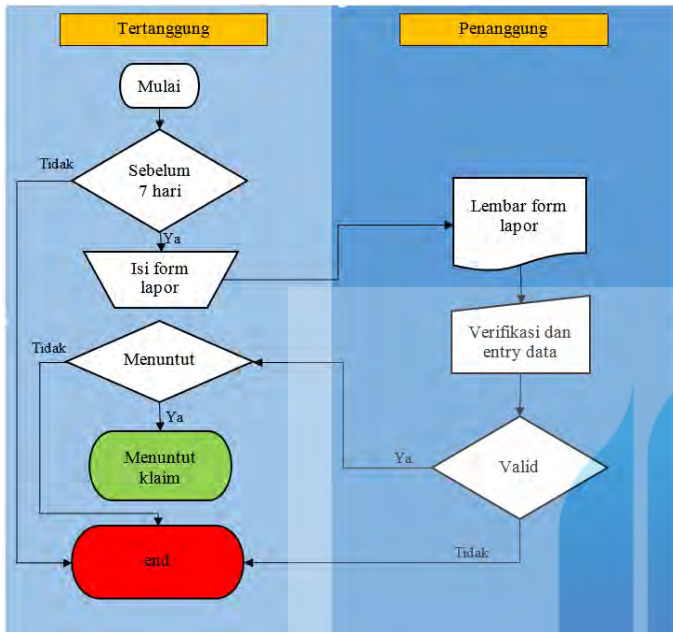 Tertanggung
Penanggung
Mulai
Tidak
Sebelum
7 hari
Ya
Lembar form
lapor
Isi form
lapor
Verifikasi dan
entry data
Tidak
Menuntut
Ya
Ya
Valid
Menuntut
klaim
Tidak
end